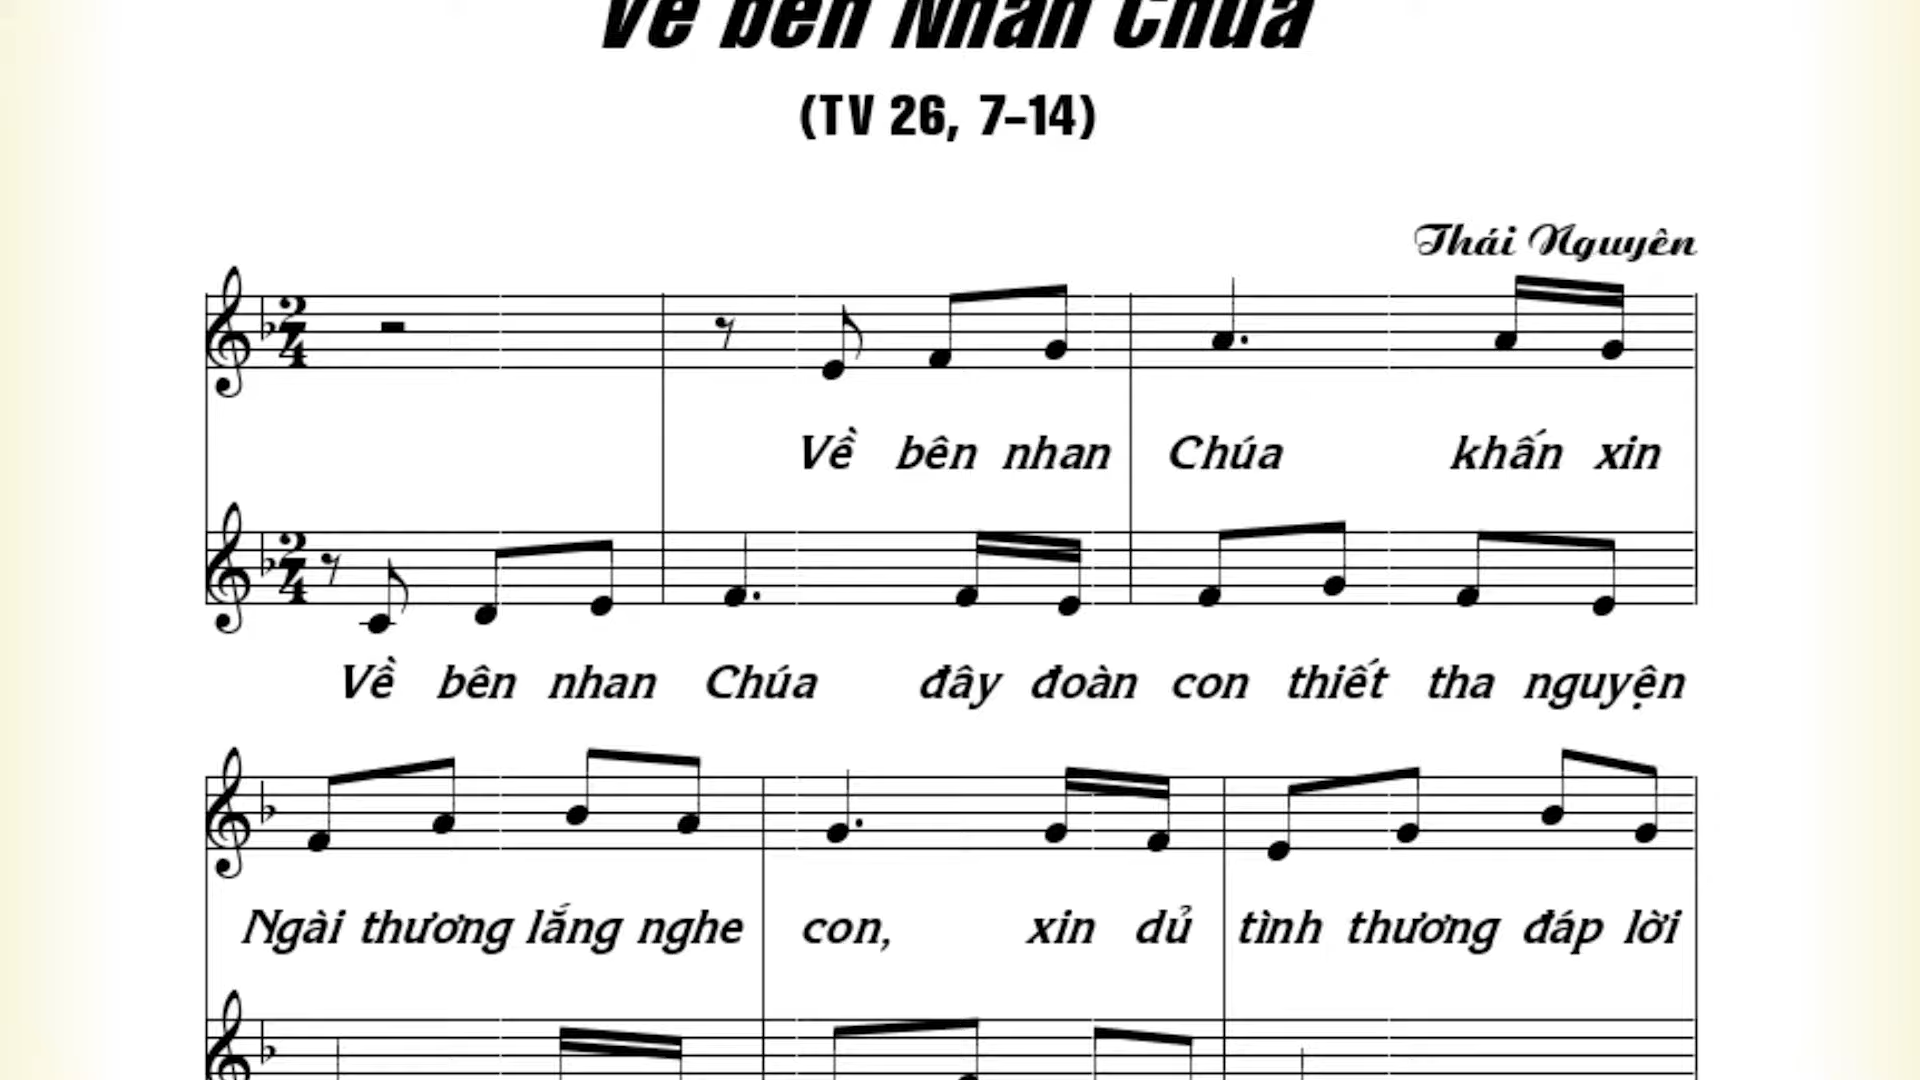 Về bên Nhan Chúa
(TV 26, 7-14)
Thái Nguyên
Về bên nhan Chúa khấn xin
Về bên nhan Chúa đây đoàn con thiết tha nguyện
Ngài thương lắng nghe con, xin dủ tình thương đáp lời